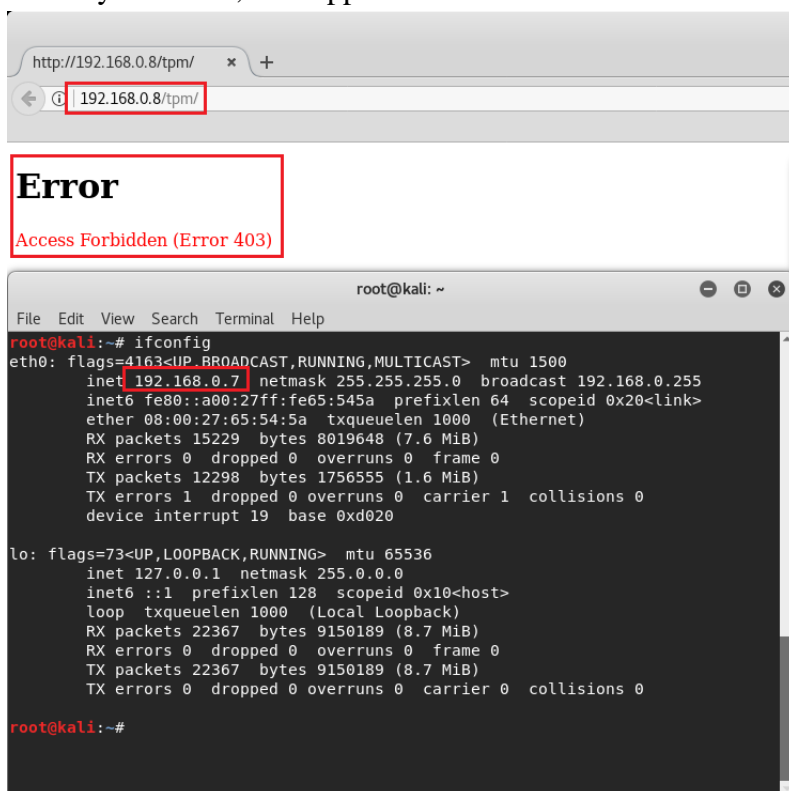 http://192.168.0.8/tpm/ × +
192.168.0.8/tpm/
Error
Access Forbidden (Error 403)
root@kali: ~
File Edit View Search Terminal Help
root@kali:~# ifconfig
eth0: flags=4163<UP,BROADCAST,RUNNING,MULTICAST> mtu 1500
inet 192.168.0.7 netmask 255.255.255.0 broadcast 192.168.0.255
inet6 fe80::a00:27ff:fe65:545a prefixlen 64 scopeid 0x20<link>
ether 08:00:27:65:54:5a txqueuelen 1000 (Ethernet)
RX packets 15229 bytes 8019648 (7.6 MiB)
RX errors 0 dropped 0 overruns 0 frame 0
TX packets 12298 bytes 1756555 (1.6 MiB)
TX errors 1 dropped 0 overruns 0 carrier 1 collisions 0
device interrupt 19 base 0xd020
lo: flags=73<UP,LOOPBACK,RUNNING> mtu 65536
inet 127.0.0.1 netmask 255.0.0.0
inet6 ::1 prefixlen 128 scopeid 0x10<host>
loop txqueuelen 1000 (Local Loopback)
RX packets 22367 bytes 9150189 (8.7 MiB)
RX errors 0 dropped 0 overruns 0 frame 0
TX packets 22367 bytes 9150189 (8.7 MiB)
TX errors 0 dropped 0 overruns 0 carrier 0 collisions 0
root@kali:~#